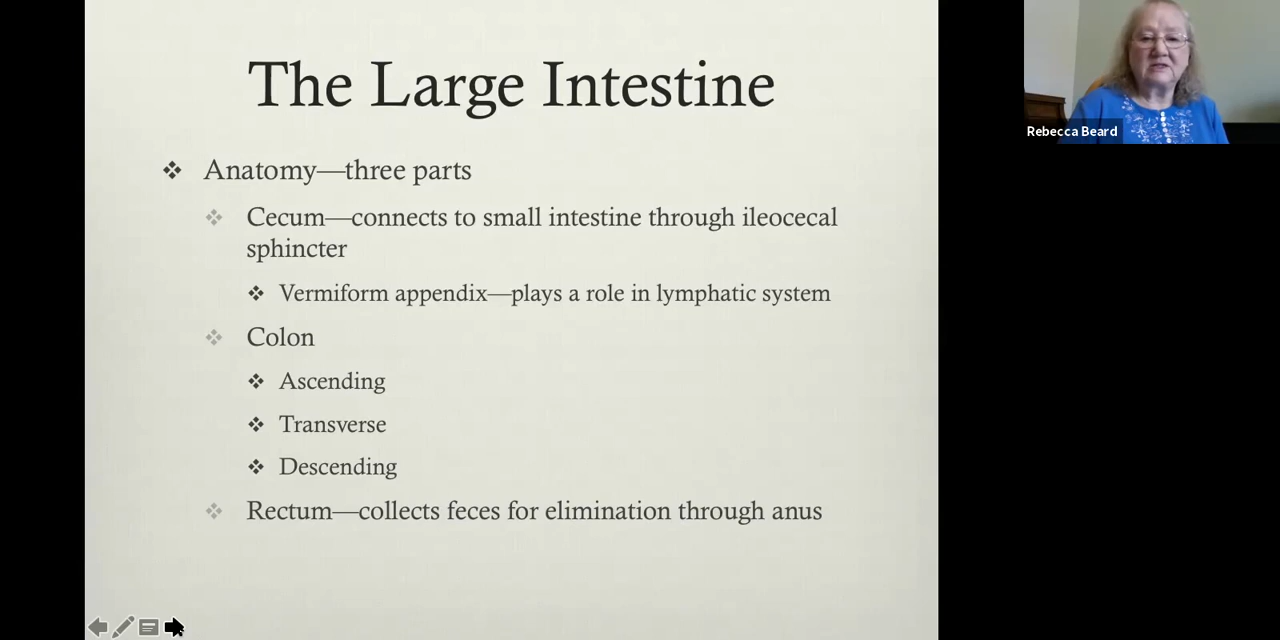 The Large Intestine
Anatomy—three parts
Cecum—connects to small intestine through ileocecal
sphincter
Vermiform appendix—plays a role in lymphatic system
Colon
Ascending
Transverse
Descending
Rectum—collects feces for elimination through anus
Rebecca Beard